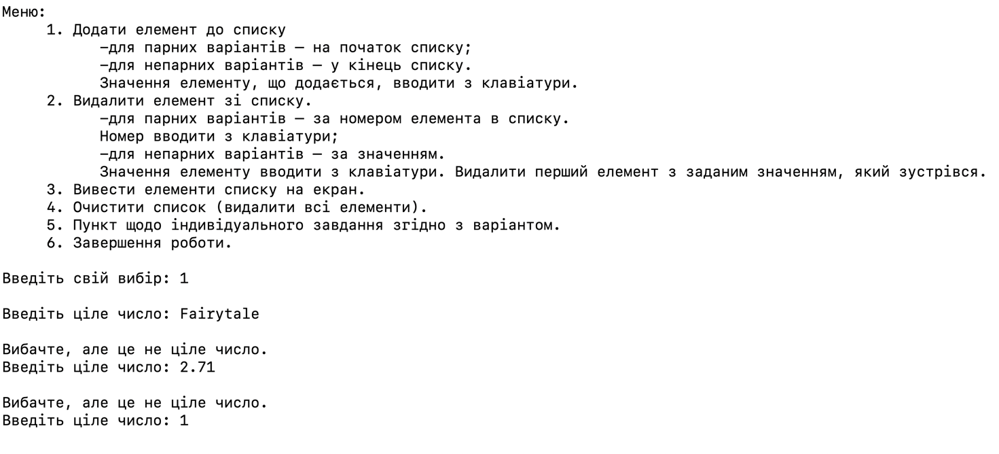 Меню:
1. Додати елемент до списку
–для парних варіантів – на початок списку;
–для непарних варіантів – у кінець списку.
Значення елементу, що додається, вводити з клавіатури.
2. Видалити елемент зі списку.
–для парних варіантів – за номером елемента в списку.
Номер вводити з клавіатури;
–для непарних варіантів – за значенням.
Значення елементу вводити з клавіатури. Видалити перший елемент з заданим значенням, який зустрівся.
3. Вивести елементи списку на екран.
4. Очистити список (видалити всі елементи).
5. Пункт щодо індивідуального завдання згідно з варіантом.
6. Завершення роботи.
Введіть свій вибір: 1
Введіть ціле число: Fairytale
Вибачте, але це не ціле число.
Введіть ціле число: 2.71
Вибачте, але це не ціле число.
Введіть ціле число: 1